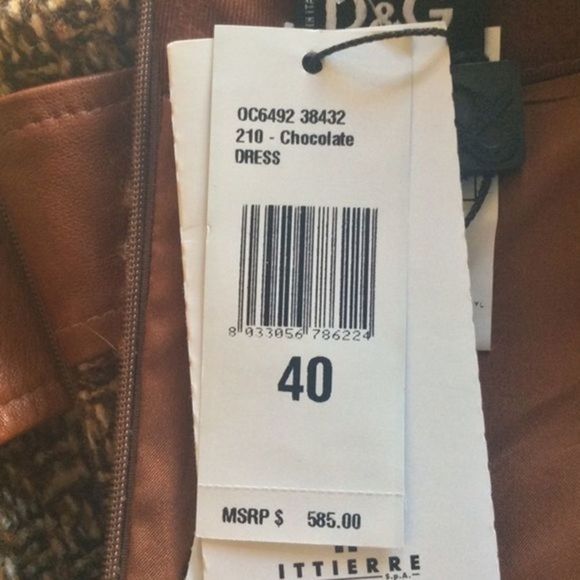 D&G
OC6492 38432
210 - Chocolate
DRESS
8 033056 786224
40
MSRP $ 585.00
ITTIERRE
S.p.A.